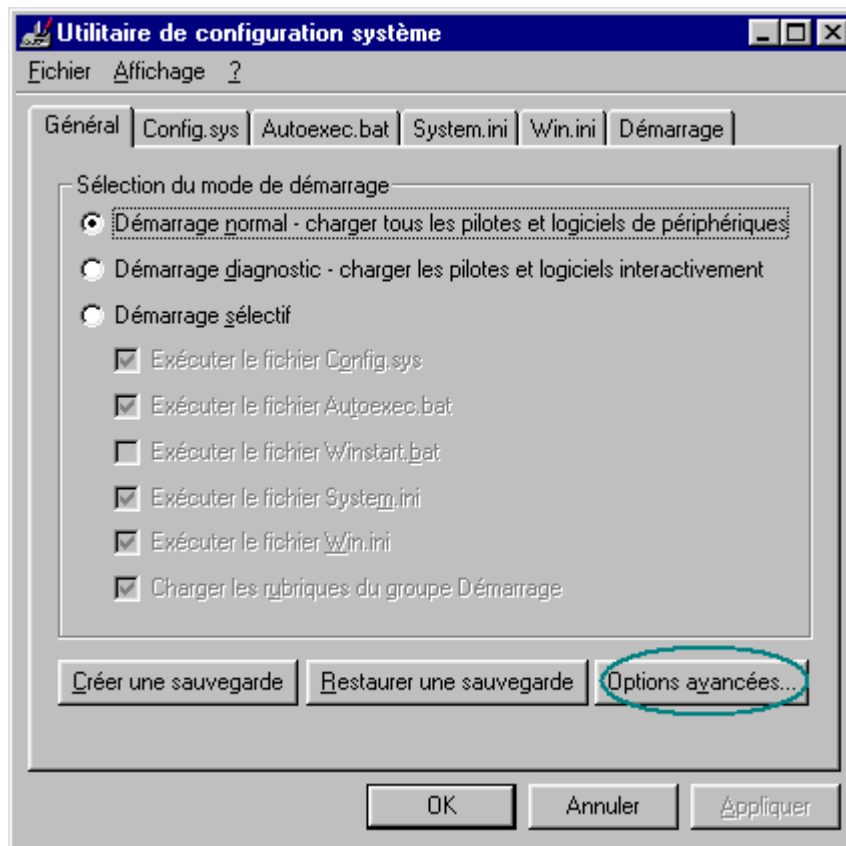 Utilitaire de configuration système
Fichier Affichage ?
Général Config.sys Autoexec.bat System.ini Win.ini Démarrage
Sélection du mode de démarrage
Démarrage normal - charger tous les pilotes et logiciels de périphériques
Démarrage diagnostic - charger les pilotes et logiciels interactivement
Démarrage sélectif
Exécuter le fichier Config.sys
Exécuter le fichier Autoexec.bat
Exécuter le fichier Winstart.bat
Exécuter le fichier System.ini
Exécuter le fichier Win.ini
Charger les rubriques du groupe Démarrage
Créer une sauvegarde Restaurer une sauvegarde Options avancées...
OK Annuler Appliquer